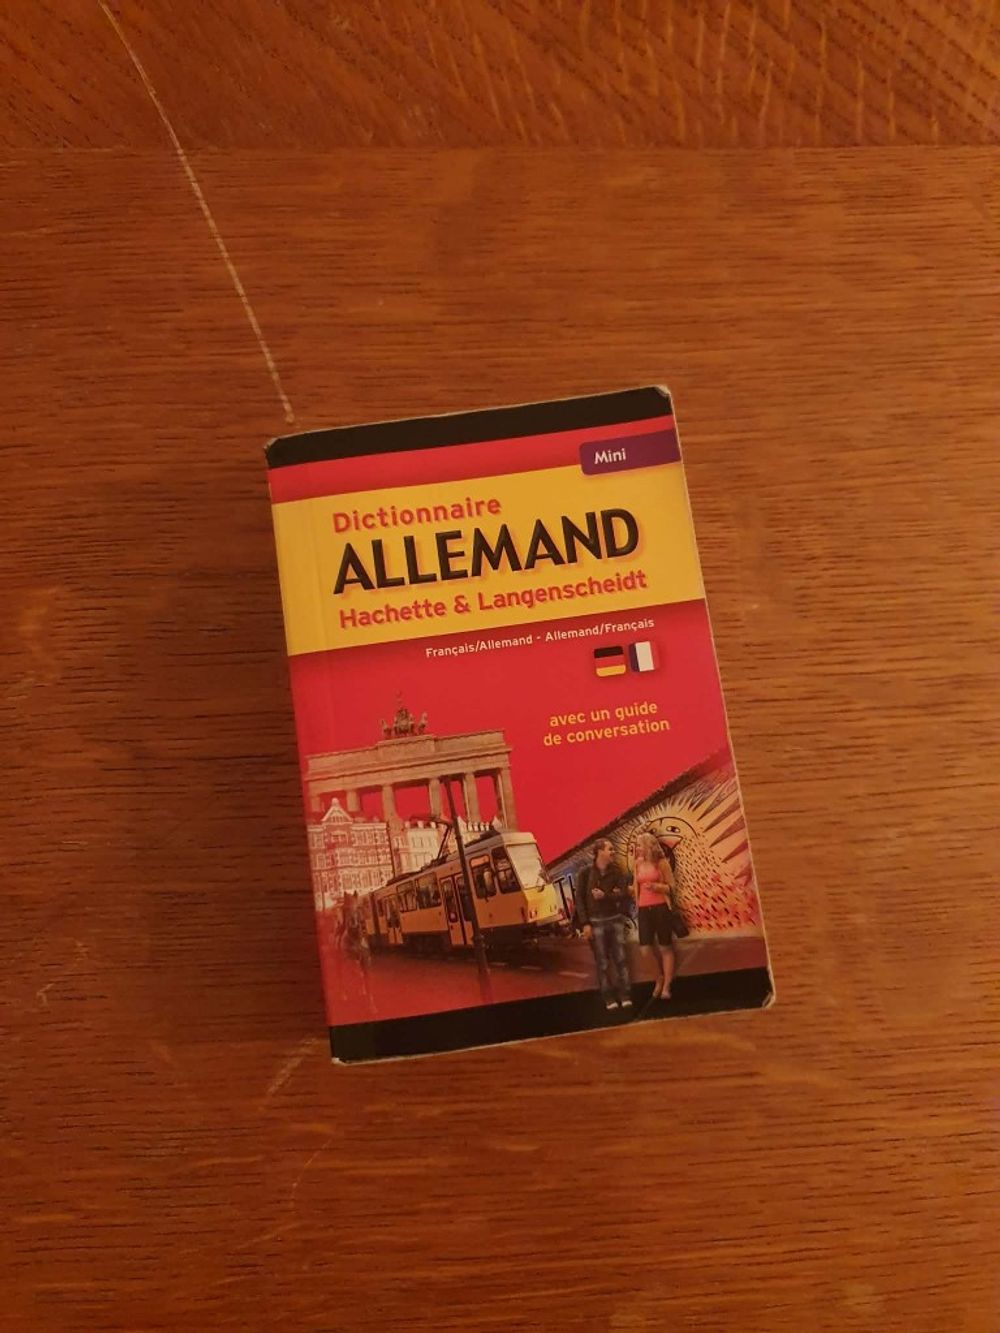 Mini
Dictionnaire
ALLEMAND
Hachette & Langenscheidt
Français/Allemand - Allemand/Français
avec un guide
de conversation